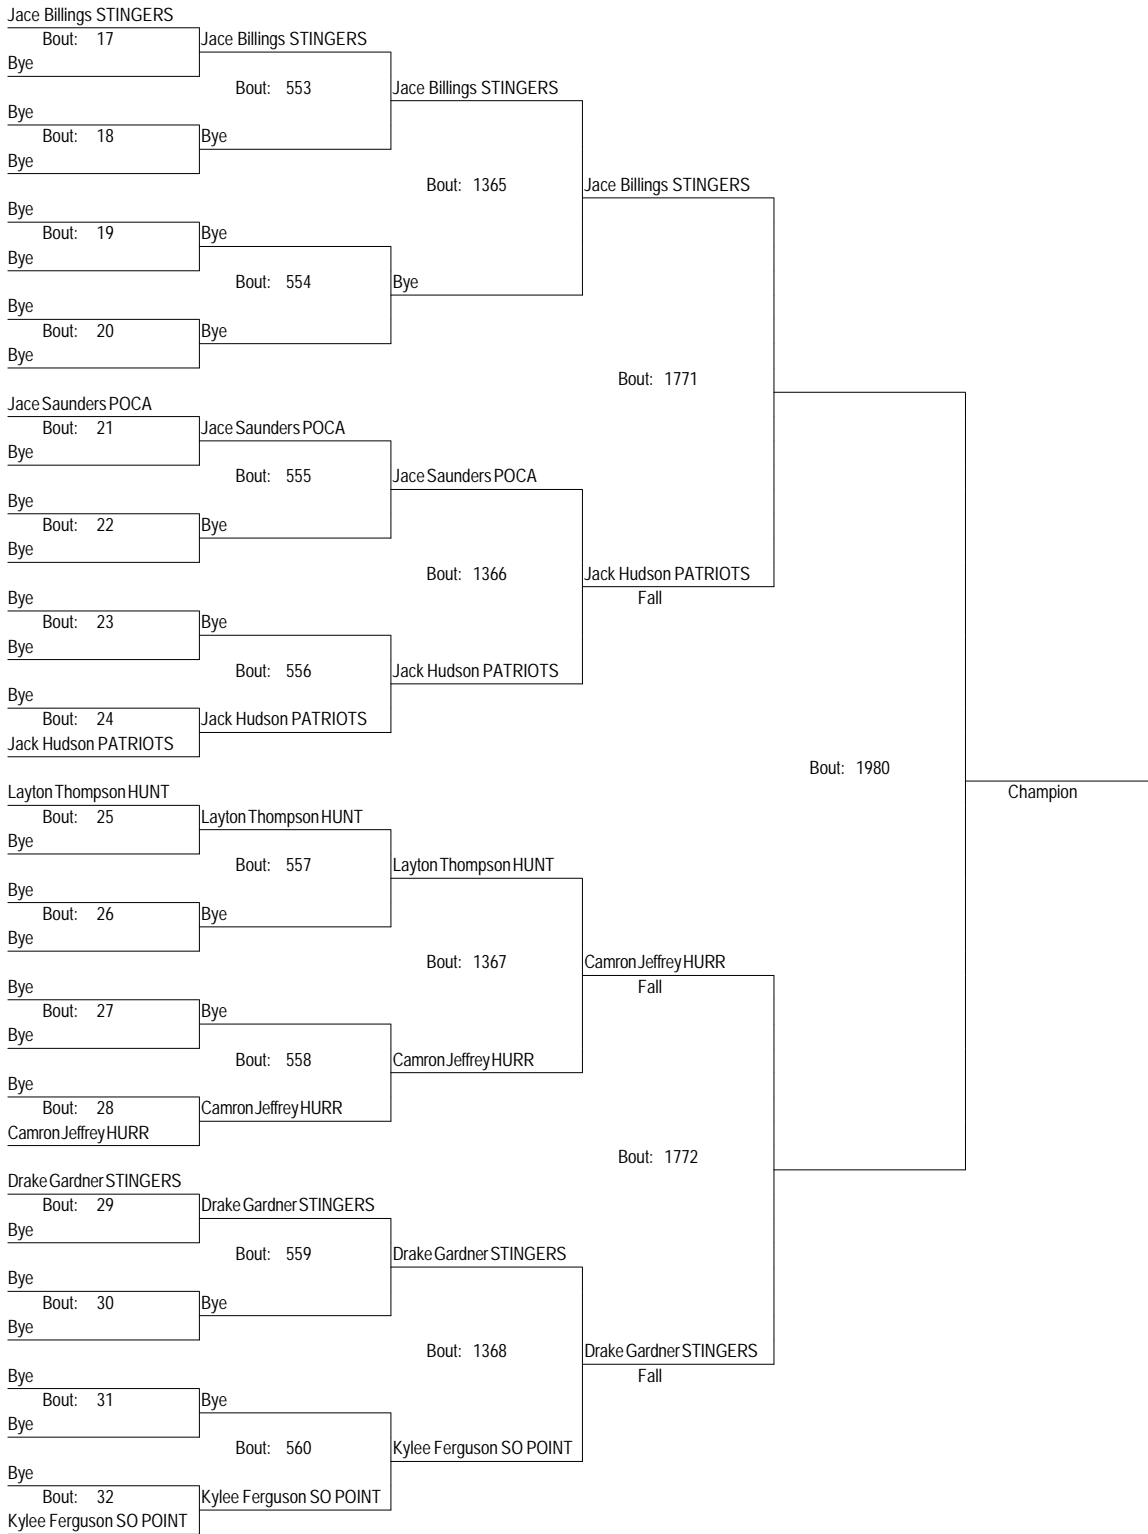 Jace Billings STINGERS
Bout: 17 Jace Billings STINGERS
Bye
Bout: 553 Jace Billings STINGERS
Bye
Bout: 18 Bye
Bye
Bout: 1365 Jace Billings STINGERS
Bye
Bout: 19 Bye
Bye
Bout: 554 Bye
Bye
Bout: 20 Bye
Bye
Bout: 1771
Jace Saunders POCA
Bout: 21 Jace Saunders POCA
Bye
Bout: 555 Jace Saunders POCA
Bye
Bout: 22 Bye
Bye
Bout: 1366 Jack Hudson PATRIOTS
Bye Fall
Bout: 23 Bye
Bye
Bout: 556 Jack Hudson PATRIOTS
Bye
Bout: 24 Jack Hudson PATRIOTS
Jack Hudson PATRIOTS
Bout: 1980
Layton Thompson HUNT Champion
Bout: 25 Layton Thompson HUNT
Bye
Bout: 557 Layton Thompson HUNT
Bye
Bout: 26 Bye
Bye
Bout: 1367 Camron Jeffrey HURR
Bye Fall
Bout: 27 Bye
Bye
Bout: 558 Camron Jeffrey HURR
Bye
Bout: 28 Camron Jeffrey HURR
Camron Jeffrey HURR
Bout: 1772
Drake Gardner STINGERS
Bout: 29 Drake Gardner STINGERS
Bye
Bout: 559 Drake Gardner STINGERS
Bye
Bout: 30 Bye
Bye
Bout: 1368 Drake Gardner STINGERS
Bye Fall
Bout: 31 Bye
Bye
Bout: 560 Kylee Ferguson SO POINT
Bye
Bout: 32 Kylee Ferguson SO POINT
Kylee Ferguson SO POINT